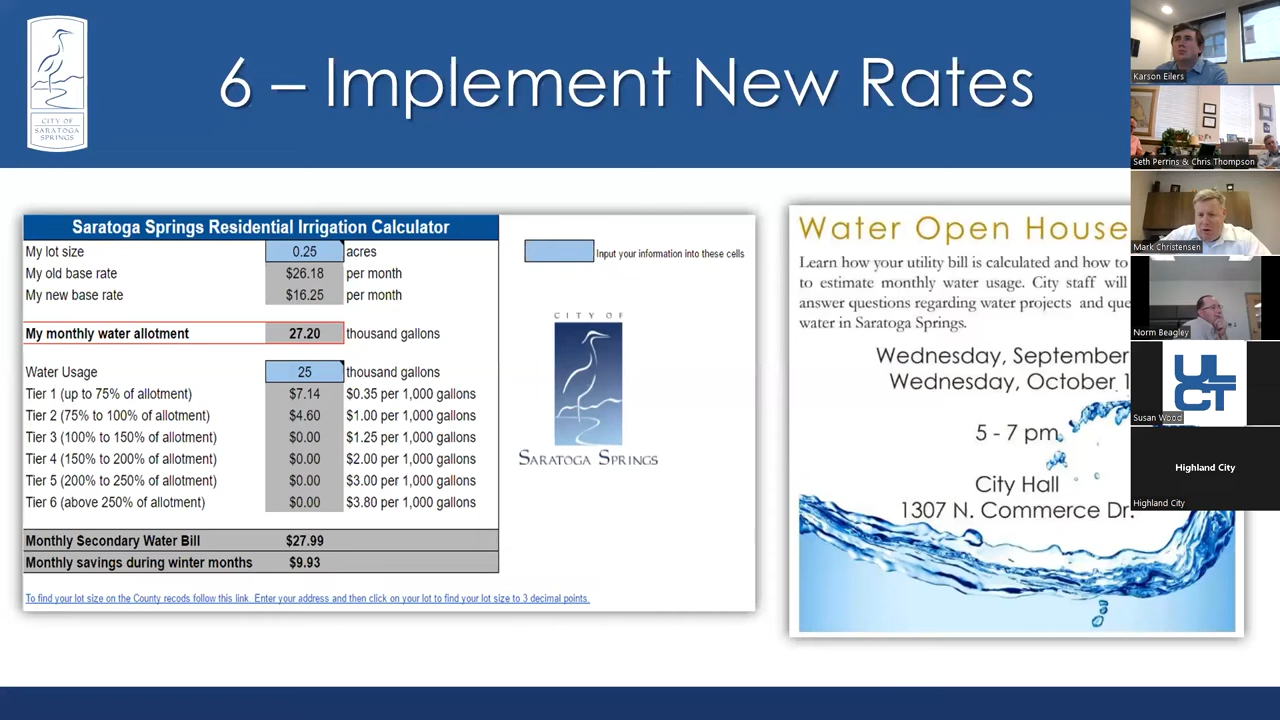 6 – Implement New Rates
CITY OF
SARATOGA
SPRINGS
Saratoga Springs Residential Irrigation Calculator
My lot size 0.25 acres
My old base rate $26.18 per month
My new base rate $16.25 per month
My monthly water allotment 27.20 thousand gallons
Water Usage 25 thousand gallons
Tier 1 (up to 75% of allotment) $7.14 $0.35 per 1,000 gallons
Tier 2 (75% to 100% of allotment) $4.60 $1.00 per 1,000 gallons
Tier 3 (100% to 150% of allotment) $0.00 $1.25 per 1,000 gallons
Tier 4 (150% to 200% of allotment) $0.00 $2.00 per 1,000 gallons
Tier 5 (200% to 250% of allotment) $0.00 $3.00 per 1,000 gallons
Tier 6 (above 250% of allotment) $0.00 $3.80 per 1,000 gallons
Monthly Secondary Water Bill $27.99
Monthly savings during winter months $9.93
To find your lot size on the County recods follow this link. Enter your address and then click on your lot to find your lot size to 3 decimal points.
Input your information into these cells
CITY OF
SARATOGA SPRINGS
Water Open House
Learn how your utility bill is calculated and how to
to estimate monthly water usage. City staff will
answer questions regarding water projects and que
water in Saratoga Springs.
Wednesday, September
Wednesday, October 1
5 - 7 pm
City Hall
1307 N. Commerce Dr.
Karson Eilers
Seth Perrins & Chris Thompson
Mark Christensen
Norm Beagley
ULCT
Susan Wood
Highland City
Highland City